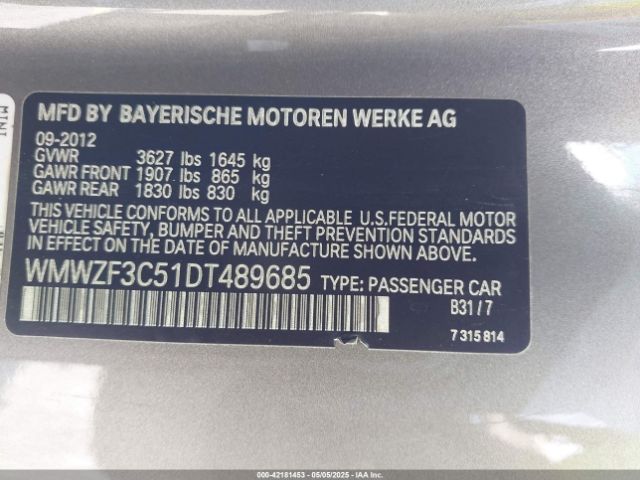 MINI
MFD BY BAYERISCHE MOTOREN WERKE AG
09-2012
GVWR 3627 lbs 1645 kg
GAWR FRONT 1907 lbs 865 kg
GAWR REAR 1830 lbs 830 kg
THIS VEHICLE CONFORMS TO ALL APPLICABLE U.S.FEDERAL MOTOR
VEHICLE SAFETY, BUMPER AND THEFT PREVENTION STANDARDS
IN EFFECT ON THE DATE OF MANUFACTURE SHOWN ABOVE.
WMWZF3C51DT489685 TYPE: PASSENGER CAR
B31/7
7 315 814
000-42181453 - 05/05/2025 - IAAI.COM